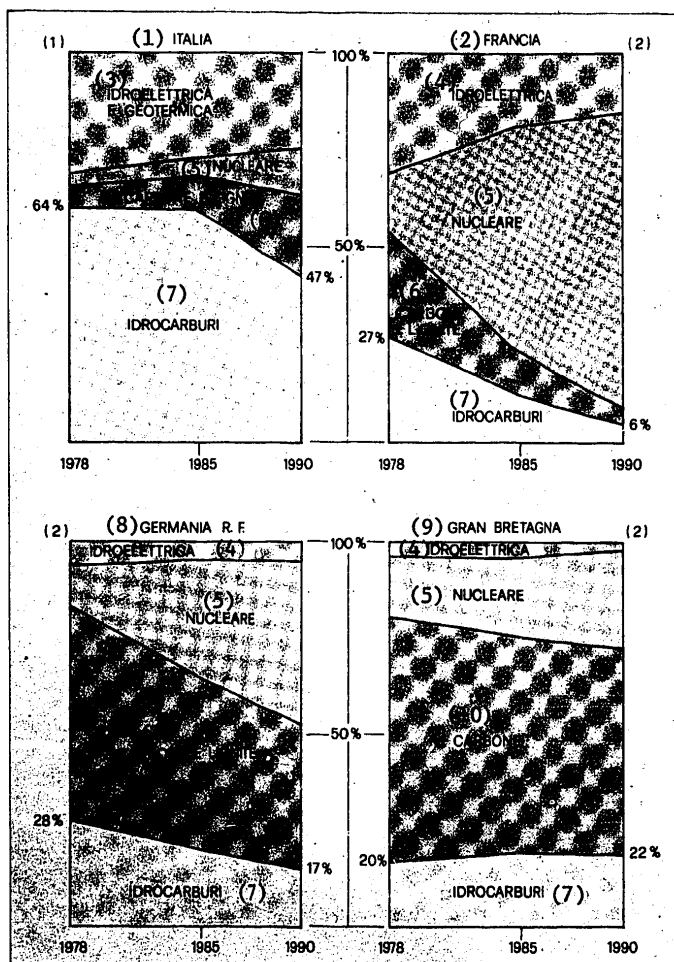 (1) (1) ITALIA 100% (2) FRANCIA (2)
(3)
IDROELETTRICA
E GEOTERMICA
(5) NUCLEARE
64%
47%
(7)
IDROCARBURI
1978 1985 1990
(4)
IDROELETTRICA
(5)
NUCLEARE
50%
(6)
27%
(7)
IDROCARBURI
6%
1978 1985 1990
(2) (8) GERMANIA R. F. 100% (9) GRAN BRETAGNA (2)
IDROELETTRICA (4)
(5)
NUCLEARE
28%
17%
IDROCARBURI (7)
1978 1985 1990
(4) IDROELETTRICA
(5) NUCLEARE
50%
20%
22%
IDROCARBURI (7)
1978 1985 1990